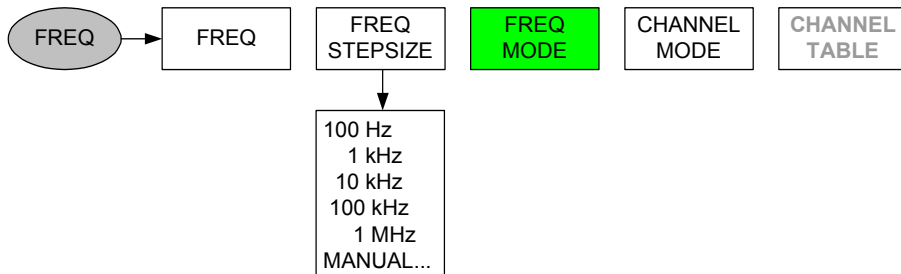 FREQ
FREQ
FREQ
STEPSIZE
FREQ
MODE
CHANNEL
MODE
CHANNEL
TABLE
100 Hz
1 kHz
10 kHz
100 kHz
1 MHz
MANUAL...